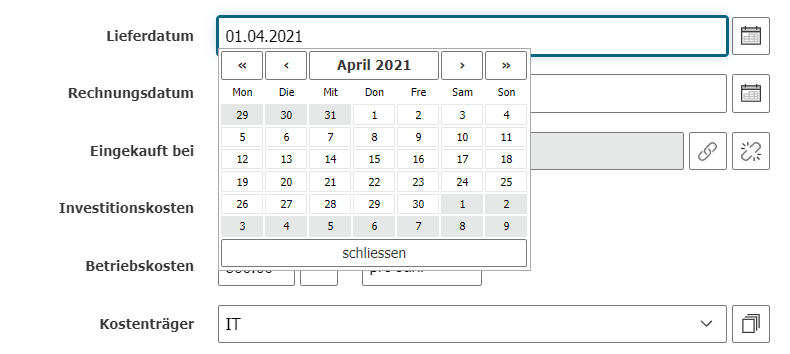 Lieferdatum 01.04.2021
« ‹ April 2021 › »
Mon Die Mit Don Fre Sam Son
29 30 31 1 2 3 4
5 6 7 8 9 10 11
12 13 14 15 16 17 18
19 20 21 22 23 24 25
26 27 28 29 30 1 2
3 4 5 6 7 8 9
schliessen
Rechnungsdatum
Eingekauft bei
Investitionskosten
Betriebskosten
Kostenträger IT